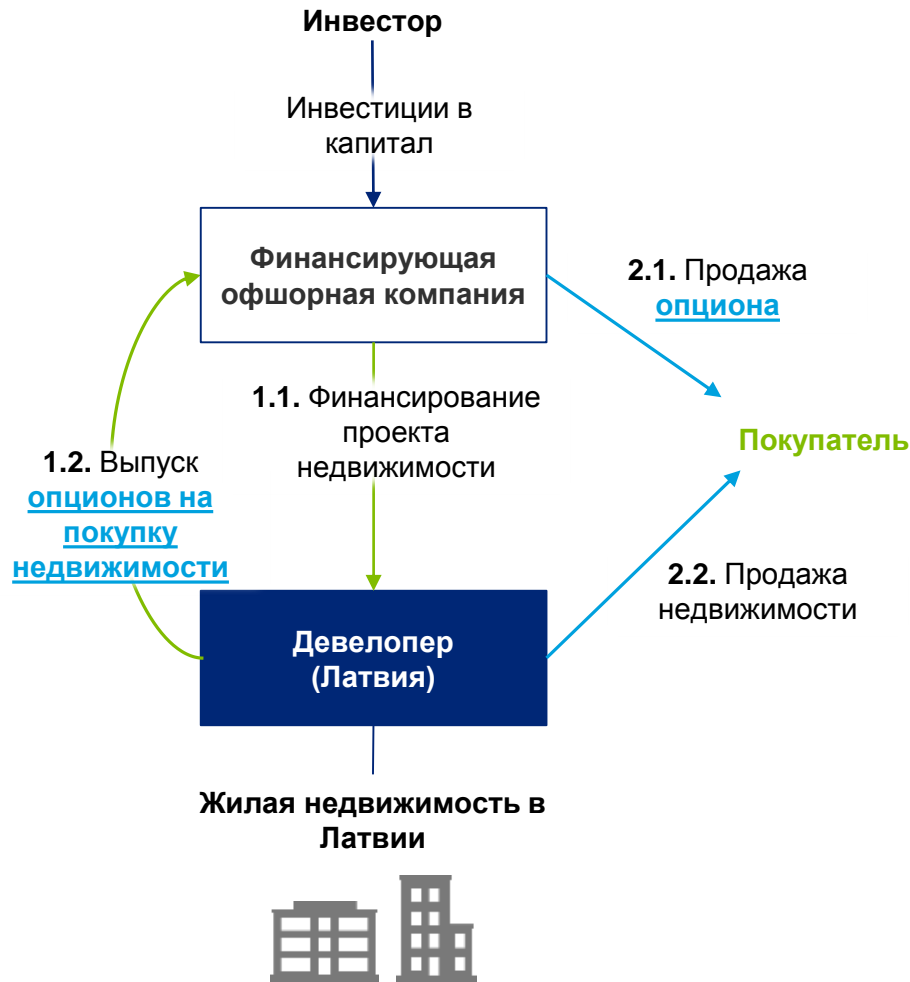 Инвестор
Инвестиции в
капитал
Финансирующая
офшорная компания
2.1. Продажа
опциона
1.1. Финансирование
проекта
недвижимости
Покупатель
1.2. Выпуск
опционов на
покупку
недвижимости
2.2. Продажа
недвижимости
Девелопер
(Латвия)
Жилая недвижимость в
Латвии